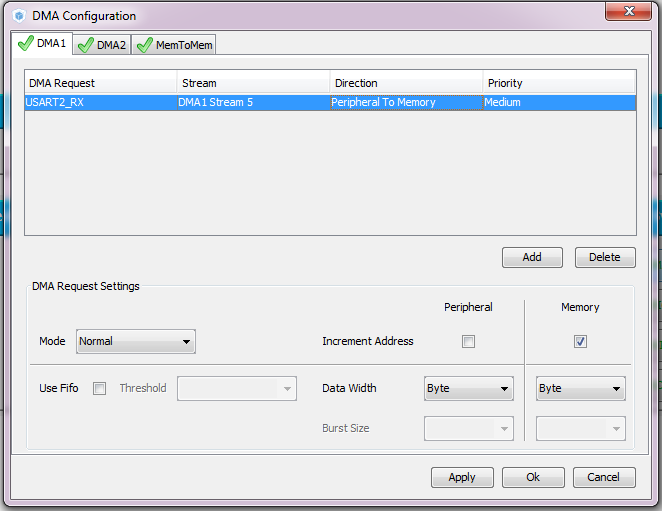 DMA Configuration
DMA1 DMA2 MemToMem
DMA Request Stream Direction Priority
USART2_RX DMA1 Stream 5 Peripheral To Memory Medium
Add Delete
DMA Request Settings
Peripheral Memory
Mode Normal Increment Address
Use Fifo Threshold Data Width Byte Byte
Burst Size
Apply Ok Cancel